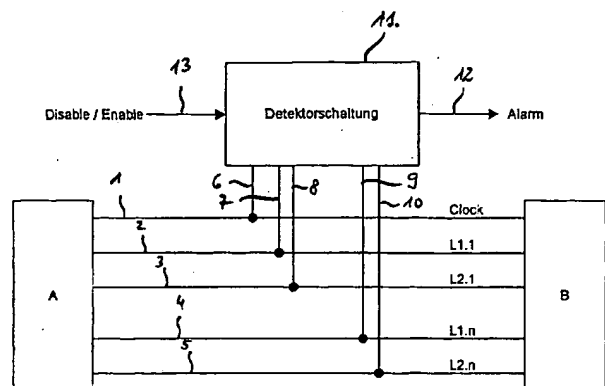 11.
13
12
Disable / Enable
Detektorschaltung
Alarm
6
7
8
9
10
1
Clock
2
L1.1
3
L2.1
A
B
4
L1.n
5
L2.n